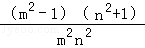 (m²-1) (n²+1)
m²n²